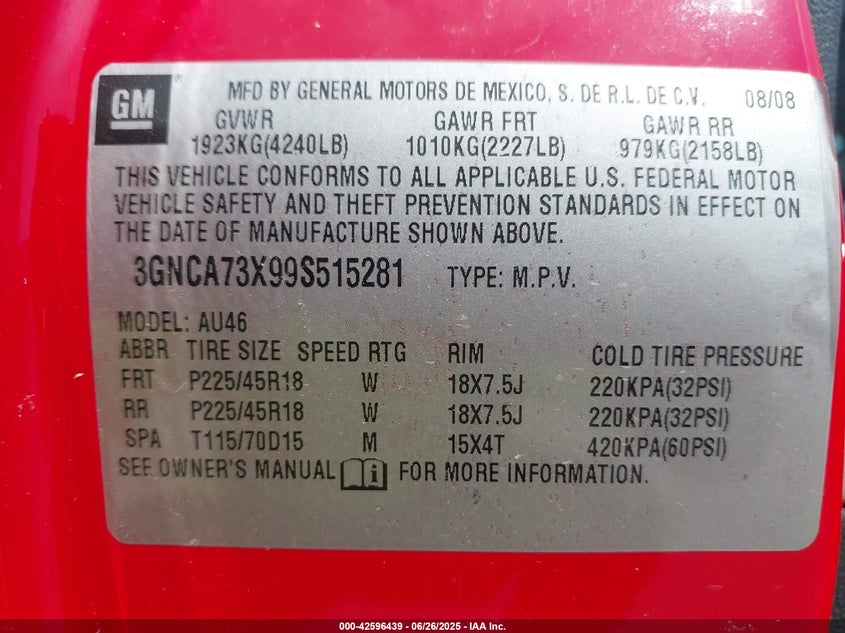 GM ® MFD BY GENERAL MOTORS DE MEXICO, S. DE R.L. DE C.V. 08/08
GVWR GAWR FRT GAWR RR
1923KG(4240LB) 1010KG(2227LB) 979KG(2158LB)
THIS VEHICLE CONFORMS TO ALL APPLICABLE U.S. FEDERAL MOTOR
VEHICLE SAFETY AND THEFT PREVENTION STANDARDS IN EFFECT ON
THE DATE OF MANUFACTURE SHOWN ABOVE.
3GNCA73X99S515281 TYPE: M.P.V.
MODEL: AU46
ABBR TIRE SIZE SPEED RTG RIM COLD TIRE PRESSURE
FRT P225/45R18 W 18X7.5J 220KPA(32PSI)
RR P225/45R18 W 18X7.5J 220KPA(32PSI)
SPA T115/70D15 M 15X4T 420KPA(60PSI)
SEE OWNER'S MANUAL i FOR MORE INFORMATION.
000-42596439 - 06/26/2025 - IAA Inc.